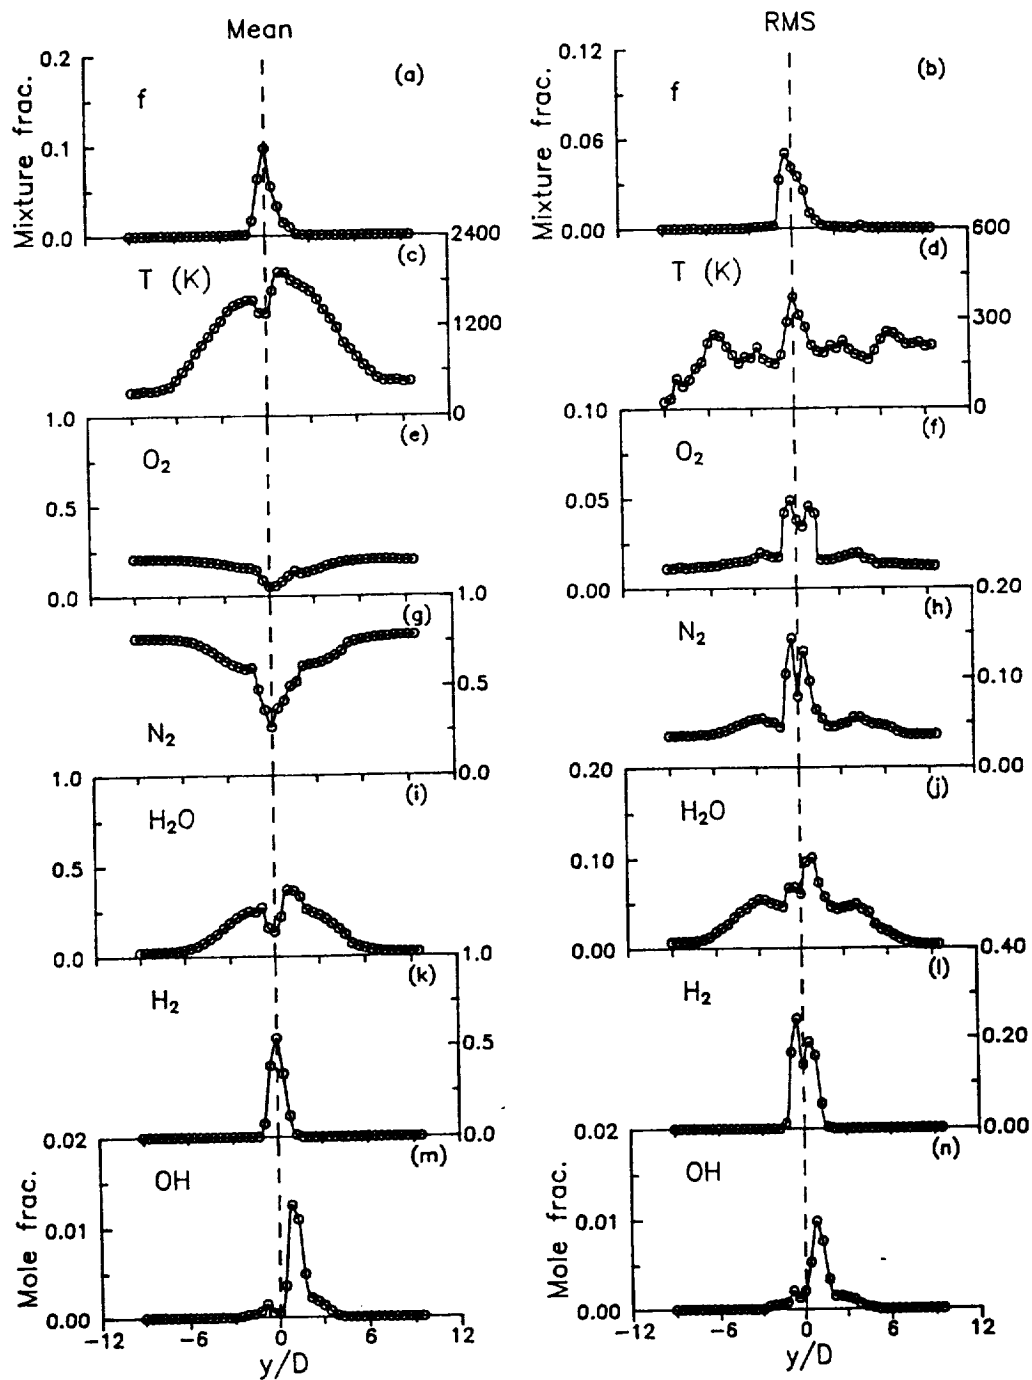 Mean
RMS
Mixture frac.
0.2
0.1
0.0
f
(a)
Mixture frac.
0.12
0.06
0.00
f
(b)
T (K)
(c)
2400
1200
0
T (K)
(d)
600
300
0
1.0
0.5
0.0
O₂
(e)
0.10
0.05
0.00
O₂
(f)
N₂
(g)
1.0
0.5
0.0
N₂
(h)
0.20
0.10
0.00
1.0
0.5
0.0
H₂O
(i)
0.20
0.10
0.00
H₂O
(j)
H₂
(k)
1.0
0.5
0.0
H₂
(l)
0.40
0.20
0.00
Mole frac.
0.02
0.01
0.00
OH
(m)
-12 -6 0 6 12
y/D
Mole frac.
0.02
0.01
0.00
OH
(n)
-12 -6 0 6 12
y/D